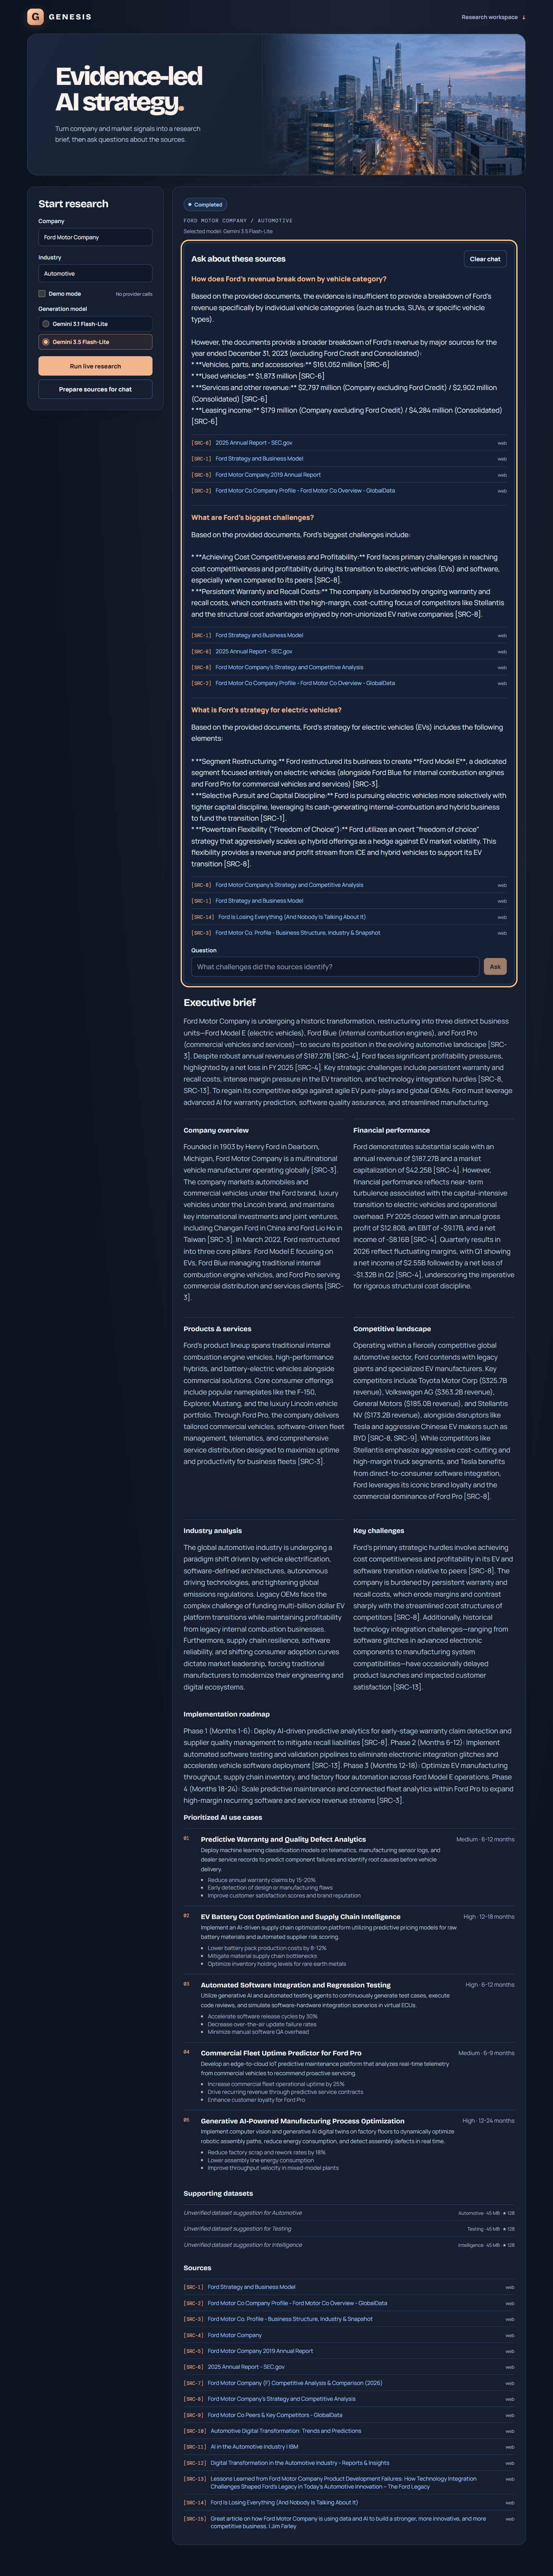 G GENESIS
Research workspace ↓
Evidence-led
AI strategy.
Turn company and market signals into a research
brief, then ask questions about the sources.
Start research
Company
Ford Motor Company
Industry
Automotive
Demo mode
No provider calls
Generation model
Gemini 3.1 Flash-Lite
Gemini 3.5 Flash-Lite
Run live research
Prepare sources for chat
Completed
FORD MOTOR COMPANY / AUTOMOTIVE
Selected model: Gemini 3.5 Flash-Lite
Ask about these sources
Clear chat
How does Ford's revenue break down by vehicle category?
Based on the provided documents, the evidence is insufficient to provide a breakdown of Ford's
revenue specifically by individual vehicle categories (such as trucks, SUVs, or specific vehicle
types).
However, the documents provide a broader breakdown of Ford's revenue by major sources for the
year ended December 31, 2023 (excluding Ford Credit and Consolidated):
* **Vehicles, parts, and accessories:** $161,052 million [SRC-6]
* **Used vehicles:** $1,873 million [SRC-6]
* **Services and other revenue:** $2,797 million (Company excluding Ford Credit) / $2,902 million
(Consolidated) [SRC-6]
* **Leasing income:** $179 million (Company excluding Ford Credit) / $4,284 million (Consolidated)
[SRC-6]
[SRC-6] 2025 Annual Report - SEC.gov web
[SRC-1] Ford Strategy and Business Model web
[SRC-5] Ford Motor Company 2019 Annual Report web
[SRC-2] Ford Motor Co Company Profile - Ford Motor Co Overview - GlobalData web
What are Ford's biggest challenges?
Based on the provided documents, Ford's biggest challenges include:
* **Achieving Cost Competitiveness and Profitability:** Ford faces primary challenges in reaching
cost competitiveness and profitability during its transition to electric vehicles (EVs) and software,
especially when compared to its peers [SRC-8].
* **Persistent Warranty and Recall Costs:** The company is burdened by ongoing warranty and
recall costs, which contrasts with the high-margin, cost-cutting focus of competitors like Stellantis
and the structural cost advantages enjoyed by non-unionized EV native companies [SRC-8].
[SRC-1] Ford Strategy and Business Model web
[SRC-6] 2025 Annual Report - SEC.gov web
[SRC-8] Ford Motor Company's Strategy and Competitive Analysis web
[SRC-2] Ford Motor Co Company Profile - Ford Motor Co Overview - GlobalData web
What is Ford's strategy for electric vehicles?
Based on the provided documents, Ford's strategy for electric vehicles (EVs) includes the following
elements:
* **Segment Restructuring:** Ford restructured its business to create **Ford Model E**, a dedicated
segment focused entirely on electric vehicles (alongside Ford Blue for internal combustion engines
and Ford Pro for commercial vehicles and services) [SRC-3].
* **Selective Pursuit and Capital Discipline:** Ford is pursuing electric vehicles more selectively with
tighter capital discipline, leveraging its cash-generating internal-combustion and hybrid business
to fund the transition [SRC-1].
* **Powertrain Flexibility ("Freedom of Choice"):** Ford utilizes an overt "freedom of choice"
strategy that aggressively scales up hybrid offerings as a hedge against EV market volatility. This
flexibility provides a revenue and profit stream from ICE and hybrid vehicles to support its EV
transition [SRC-8].
[SRC-8] Ford Motor Company's Strategy and Competitive Analysis web
[SRC-1] Ford Strategy and Business Model web
[SRC-14] Ford Is Losing Everything (And Nobody Is Talking About It) web
[SRC-3] Ford Motor Co. Profile - Business Structure, Industry & Snapshot web
Question
What challenges did the sources identify?
Ask
Executive brief
Ford Motor Company is undergoing a historic transformation, restructuring into three distinct business
units—Ford Model E (electric vehicles), Ford Blue (internal combustion engines), and Ford Pro
(commercial vehicles and services)—to secure its position in the evolving automotive landscape [SRC-
3]. Despite robust annual revenues of $187.27B [SRC-4], Ford faces significant profitability pressures,
highlighted by a net loss in FY 2025 [SRC-4]. Key strategic challenges include persistent warranty and
recall costs, intense margin pressure in the EV transition, and technology integration hurdles [SRC-8,
SRC-13]. To regain its competitive edge against agile EV pure-plays and global OEMs, Ford must leverage
advanced AI for warranty prediction, software quality assurance, and streamlined manufacturing.
Company overview
Founded in 1903 by Henry Ford in Dearborn,
Michigan, Ford Motor Company is a multinational
vehicle manufacturer operating globally [SRC-3].
The company markets automobiles and
commercial vehicles under the Ford brand, luxury
vehicles under the Lincoln brand, and maintains
key international investments and joint ventures,
including Changan Ford in China and Ford Lio Ho in
Taiwan [SRC-3]. In March 2022, Ford restructured
into three core pillars: Ford Model E focusing on
EVs, Ford Blue managing traditional internal
combustion engine vehicles, and Ford Pro serving
commercial distribution and services clients [SRC-
3].
Financial performance
Ford demonstrates substantial scale with an
annual revenue of $187.27B and a market
capitalization of $42.25B [SRC-4]. However,
financial performance reflects near-term
turbulence associated with the capital-intensive
transition to electric vehicles and operational
overhead. FY 2025 closed with an annual gross
profit of $12.80B, an EBIT of -$9.17B, and a net
income of -$8.16B [SRC-4]. Quarterly results in
2026 reflect fluctuating margins, with Q1 showing
a net income of $2.55B followed by a net loss of
-$1.32B in Q2 [SRC-4], underscoring the imperative
for rigorous structural cost discipline.
Products & services
Ford's product lineup spans traditional internal
combustion engine vehicles, high-performance
hybrids, and battery-electric vehicles alongside
commercial solutions. Core consumer offerings
include popular nameplates like the F-150,
Explorer, Mustang, and the luxury Lincoln vehicle
portfolio. Through Ford Pro, the company delivers
tailored commercial vehicles, software-driven fleet
management, telematics, and comprehensive
service distribution designed to maximize uptime
and productivity for business fleets [SRC-3].
Competitive landscape
Operating within a fiercely competitive global
automotive sector, Ford contends with legacy
giants and specialized EV manufacturers. Key
competitors include Toyota Motor Corp ($325.7B
revenue), Volkswagen AG ($363.2B revenue),
General Motors ($185.0B revenue), and Stellantis
NV ($173.2B revenue), alongside disruptors like
Tesla and aggressive Chinese EV makers such as
BYD [SRC-8, SRC-9]. While competitors like
Stellantis emphasize aggressive cost-cutting and
high-margin truck segments, and Tesla benefits
from direct-to-consumer software integration,
Ford leverages its iconic brand loyalty and the
commercial dominance of Ford Pro [SRC-8].
Industry analysis
The global automotive industry is undergoing a
paradigm shift driven by vehicle electrification,
software-defined architectures, autonomous
driving technologies, and tightening global
emissions regulations. Legacy OEMs face the
complex challenge of funding multi-billion dollar EV
platform transitions while maintaining profitability
from legacy internal combustion businesses.
Furthermore, supply chain resilience, software
reliability, and shifting consumer adoption curves
dictate market leadership, forcing traditional
manufacturers to modernize their engineering and
digital ecosystems.
Key challenges
Ford's primary strategic hurdles involve achieving
cost competitiveness and profitability in its EV and
software transition relative to peers [SRC-8]. The
company is burdened by persistent warranty and
recall costs, which erode margins and contrast
sharply with the streamlined cost structures of
competitors [SRC-8]. Additionally, historical
technology integration challenges—ranging from
software glitches in advanced electronic
components to manufacturing system
compatibilities—have occasionally delayed
product launches and impacted customer
satisfaction [SRC-13].
Implementation roadmap
Phase 1 (Months 1-6): Deploy AI-driven predictive analytics for early-stage warranty claim detection and
supplier quality management to mitigate recall liabilities [SRC-8]. Phase 2 (Months 6-12): Implement
automated software testing and validation pipelines to eliminate electronic integration glitches and
accelerate vehicle software deployment [SRC-13]. Phase 3 (Months 12-18): Optimize EV manufacturing
throughput, supply chain inventory, and factory floor automation across Ford Model E operations. Phase
4 (Months 18-24): Scale predictive maintenance and connected fleet analytics within Ford Pro to expand
high-margin recurring software and service revenue streams [SRC-3].
Prioritized AI use cases
01 Predictive Warranty and Quality Defect Analytics Medium · 6-12 months
Deploy machine learning classification models on telematics, manufacturing sensor logs, and
dealer service records to predict component failures and identify root causes before vehicle
delivery.
• Reduce annual warranty claims by 15-20%
• Early detection of design or manufacturing flaws
• Improve customer satisfaction scores and brand reputation
02 EV Battery Cost Optimization and Supply Chain Intelligence High · 12-18 months
Implement an AI-driven supply chain optimization platform utilizing predictive pricing models for raw
battery materials and automated supplier risk scoring.
• Lower battery pack production costs by 8-12%
• Mitigate material supply chain bottlenecks
• Optimize inventory holding levels for rare earth metals
03 Automated Software Integration and Regression Testing High · 6-12 months
Utilize generative AI and automated testing agents to continuously generate test cases, execute
code reviews, and simulate software-hardware integration scenarios in virtual ECUs.
• Accelerate software release cycles by 30%
• Decrease over-the-air update failure rates
• Minimize manual software QA overhead
04 Commercial Fleet Uptime Predictor for Ford Pro Medium · 6-9 months
Develop an edge-to-cloud IoT predictive maintenance platform that analyzes real-time telemetry
from commercial vehicles to recommend proactive servicing.
• Increase commercial fleet operational uptime by 25%
• Drive recurring revenue through predictive service contracts
• Enhance customer loyalty for Ford Pro
05 Generative AI-Powered Manufacturing Process Optimization High · 12-24 months
Implement computer vision and generative AI digital twins on factory floors to dynamically optimize
robotic assembly paths, reduce energy consumption, and detect assembly defects in real time.
• Reduce factory scrap and rework rates by 18%
• Lower assembly line energy consumption
• Improve throughput velocity in mixed-model plants
Supporting datasets
Unverified dataset suggestion for Automotive Automotive · 45 MB · ★ 128
Unverified dataset suggestion for Testing Testing · 45 MB · ★ 128
Unverified dataset suggestion for Intelligence Intelligence · 45 MB · ★ 128
Sources
[SRC-1] Ford Strategy and Business Model web
[SRC-2] Ford Motor Co Company Profile - Ford Motor Co Overview - GlobalData web
[SRC-3] Ford Motor Co. Profile - Business Structure, Industry & Snapshot web
[SRC-4] Ford Motor Company web
[SRC-5] Ford Motor Company 2019 Annual Report web
[SRC-6] 2025 Annual Report - SEC.gov web
[SRC-7] Ford Motor Company (F) Competitive Analysis & Comparison (2026) web
[SRC-8] Ford Motor Company's Strategy and Competitive Analysis web
[SRC-9] Ford Motor Co Peers & Key Competitors - GlobalData web
[SRC-10] Automotive Digital Transformation: Trends and Predictions web
[SRC-11] AI in the Automotive Industry | IBM web
[SRC-12] Digital Transformation in the Automotive Industry - Reports & Insights web
[SRC-13] Lessons Learned from Ford Motor Company Product Development Failures: How Technology Integration web
Challenges Shaped Ford's Legacy in Today's Automotive Innovation – The Ford Legacy
[SRC-14] Ford Is Losing Everything (And Nobody Is Talking About It) web
[SRC-15] Great article on how Ford Motor Company is using data and AI to build a stronger, more innovative, and more web
competitive business. | Jim Farley